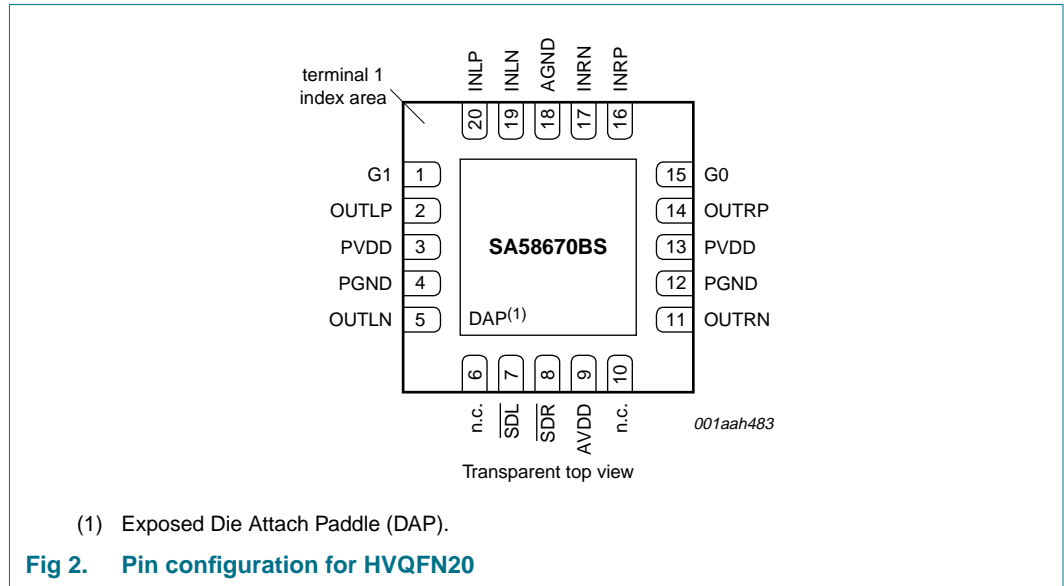 terminal 1
index area
20 INLP
19 INLN
18 AGND
17 INRN
16 INRP
G1 1
OUTLP 2
PVDD 3
PGND 4
OUTLN 5
SA58670BS
DAP(1)
15 G0
14 OUTRP
13 PVDD
12 PGND
11 OUTRN
6 n.c.
7 SDL
8 SDR
9 AVDD
10 n.c.
001aah483
Transparent top view
(1) Exposed Die Attach Paddle (DAP).
Fig 2. Pin configuration for HVQFN20